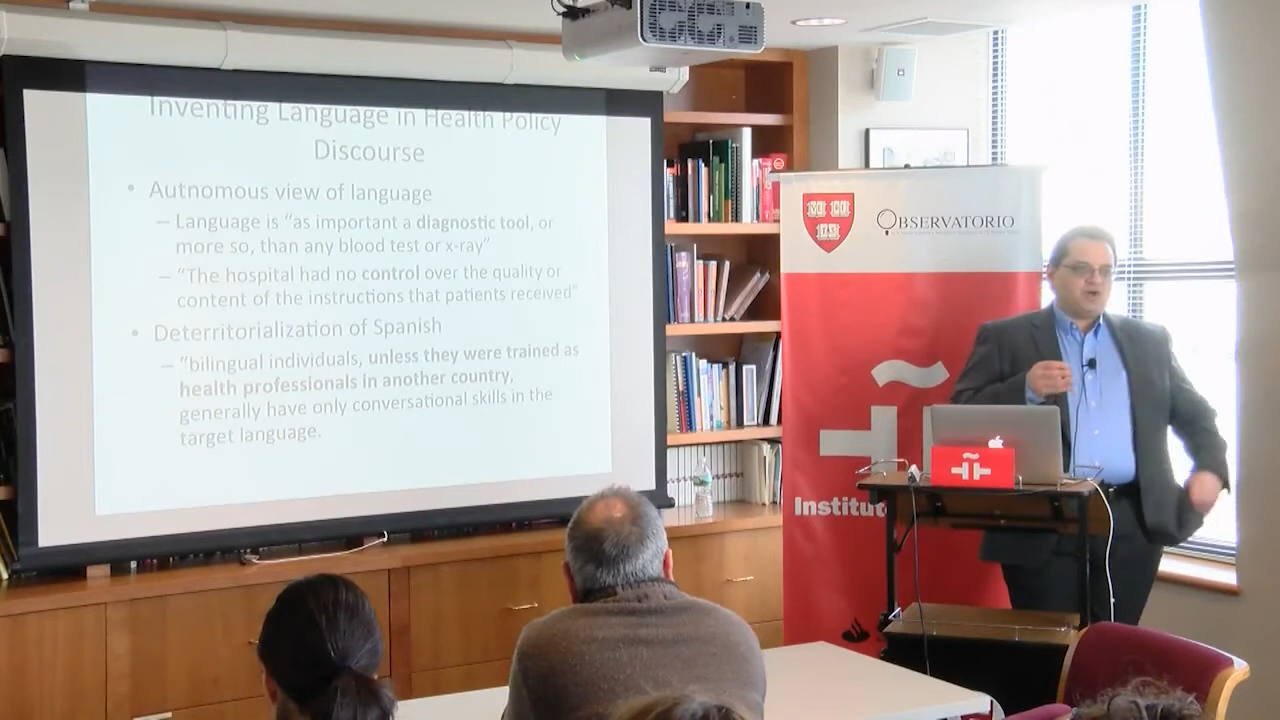 Inventing Language in Health Policy
Discourse
• Autnomous view of language
– Language is “as important a diagnostic tool, or
more so, than any blood test or x-ray”
– “The hospital had no control over the quality or
content of the instructions that patients received”
• Deterritorialization of Spanish
– “bilingual individuals, unless they were trained as
health professionals in another country,
generally have only conversational skills in the
target language.
VE RI TAS
OBSERVATORIO
Institut